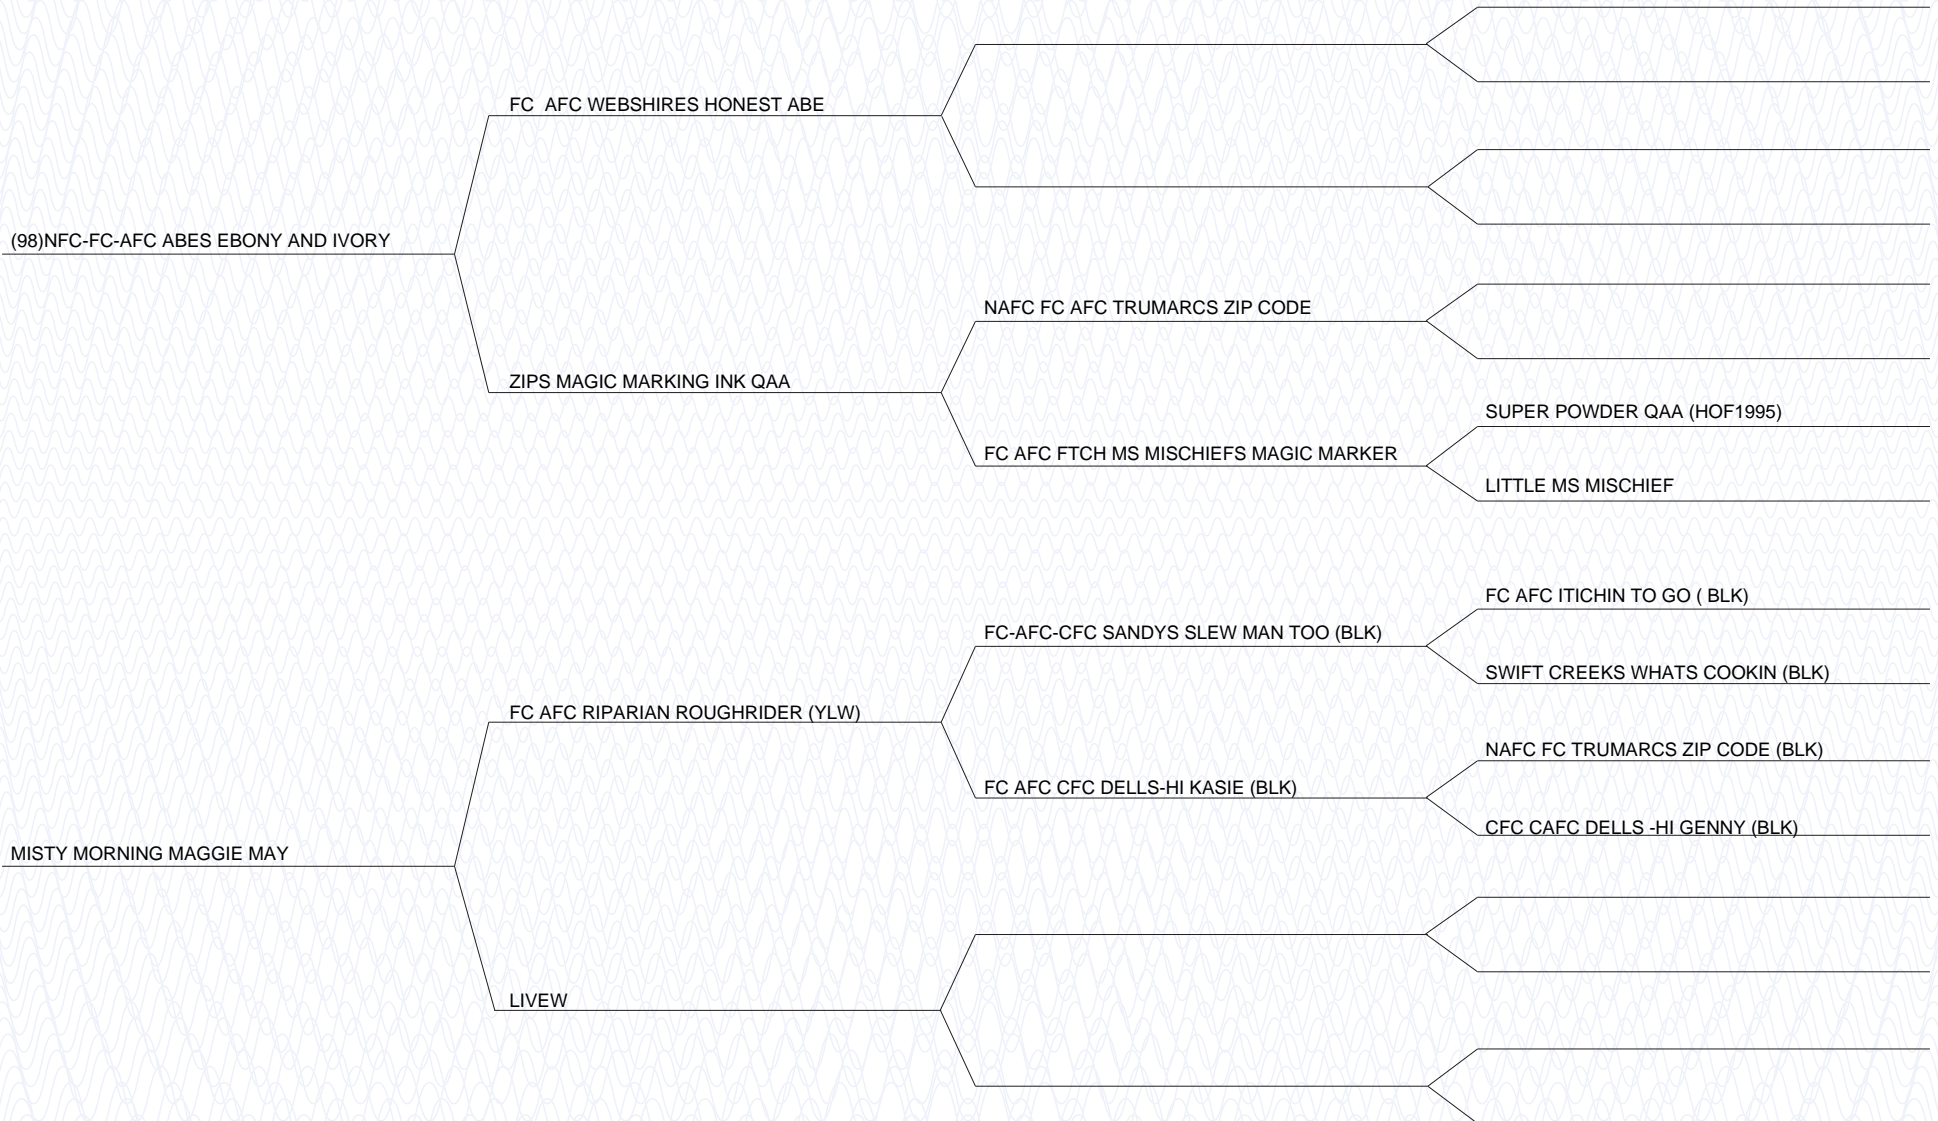 FC  AFC WEBSHIRES HONEST ABE
(98)NFC-FC-AFC ABES EBONY AND IVORY
NAFC FC AFC TRUMARCS ZIP CODE
ZIPS MAGIC MARKING INK QAA
SUPER POWDER QAA (HOF1995)
FC AFC FTCH MS MISCHIEFS MAGIC MARKER
LITTLE MS MISCHIEF
FC AFC ITICHIN TO GO ( BLK)
FC-AFC-CFC SANDYS SLEW MAN TOO (BLK)
SWIFT CREEKS WHATS COOKIN (BLK)
FC AFC RIPARIAN ROUGHRIDER (YLW)
NAFC FC TRUMARCS ZIP CODE (BLK)
FC AFC CFC DELLS-HI KASIE (BLK)
CFC CAFC DELLS -HI GENNY (BLK)
MISTY MORNING MAGGIE MAY
LIVEW